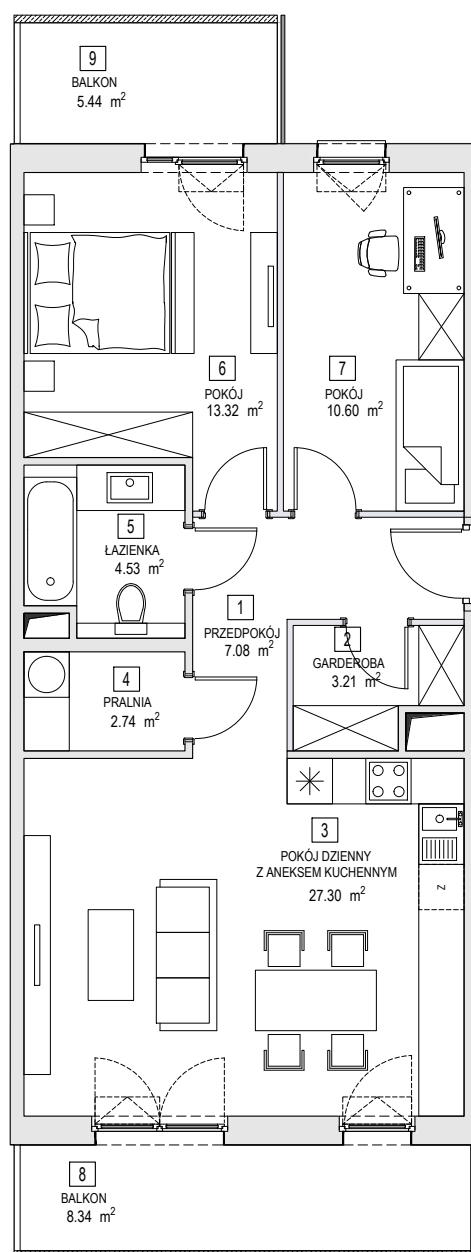 9
BALKON
5.44 m²
6
POKÓJ
13.32 m²
7
POKÓJ
10.60 m²
5
ŁAZIENKA
4.53 m²
1
PRZEDPOKÓJ
7.08 m²
2
GARDEROBA
3.21 m²
4
PRALNIA
2.74 m²
3
POKÓJ DZIENNY
Z ANEKSEM KUCHENNYM
27.30 m²
Z
8
BALKON
8.34 m²